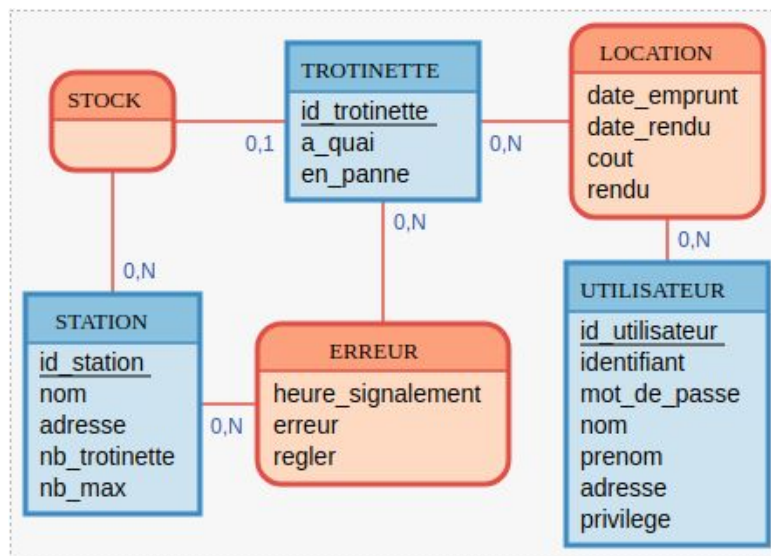 STOCK
0,1
0,N
TROTINETTE
id_trotinette
a_quai
en_panne
0,N
0,N
LOCATION
date_emprunt
date_rendu
cout
rendu
0,N
STATION
id_station
nom
adresse
nb_trotinette
nb_max
0,N
ERREUR
heure_signalement
erreur
regler
UTILISATEUR
id_utilisateur
identifiant
mot_de_passe
nom
prenom
adresse
privilege